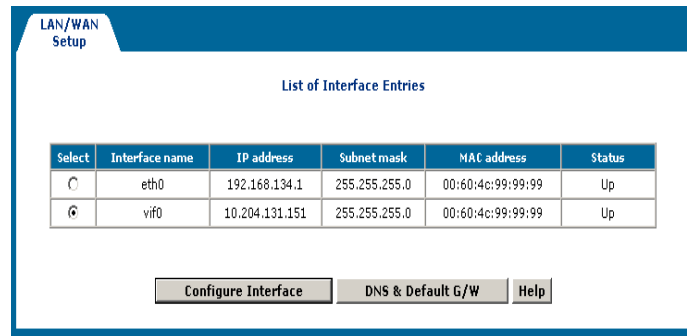 LAN/WAN
Setup
List of Interface Entries
Select Interface name IP address Subnet mask MAC address Status
eth0 192.168.134.1 255.255.255.0 00:60:4c:99:99:99 Up
vif0 10.204.131.151 255.255.255.0 00:60:4c:99:99:99 Up
Configure Interface DNS & Default G/W Help